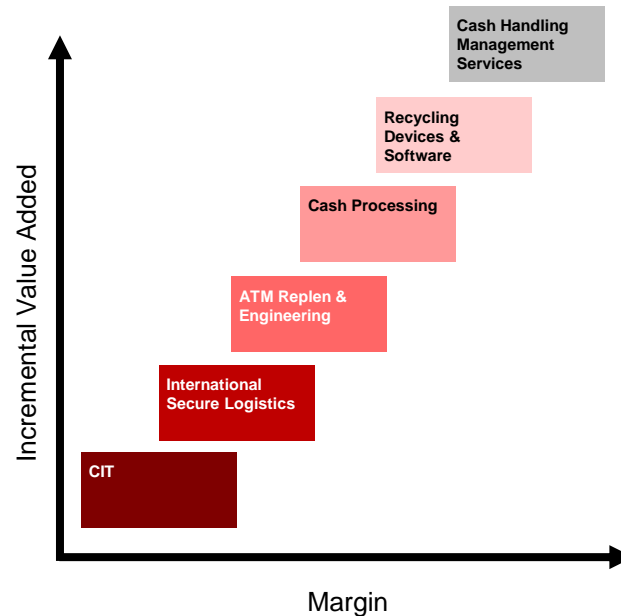 Cash Handling
Management
Services
Recycling
Devices &
Software
Cash Processing
ATM Replen &
Engineering
International
Secure Logistics
CIT
Incremental Value Added
Margin